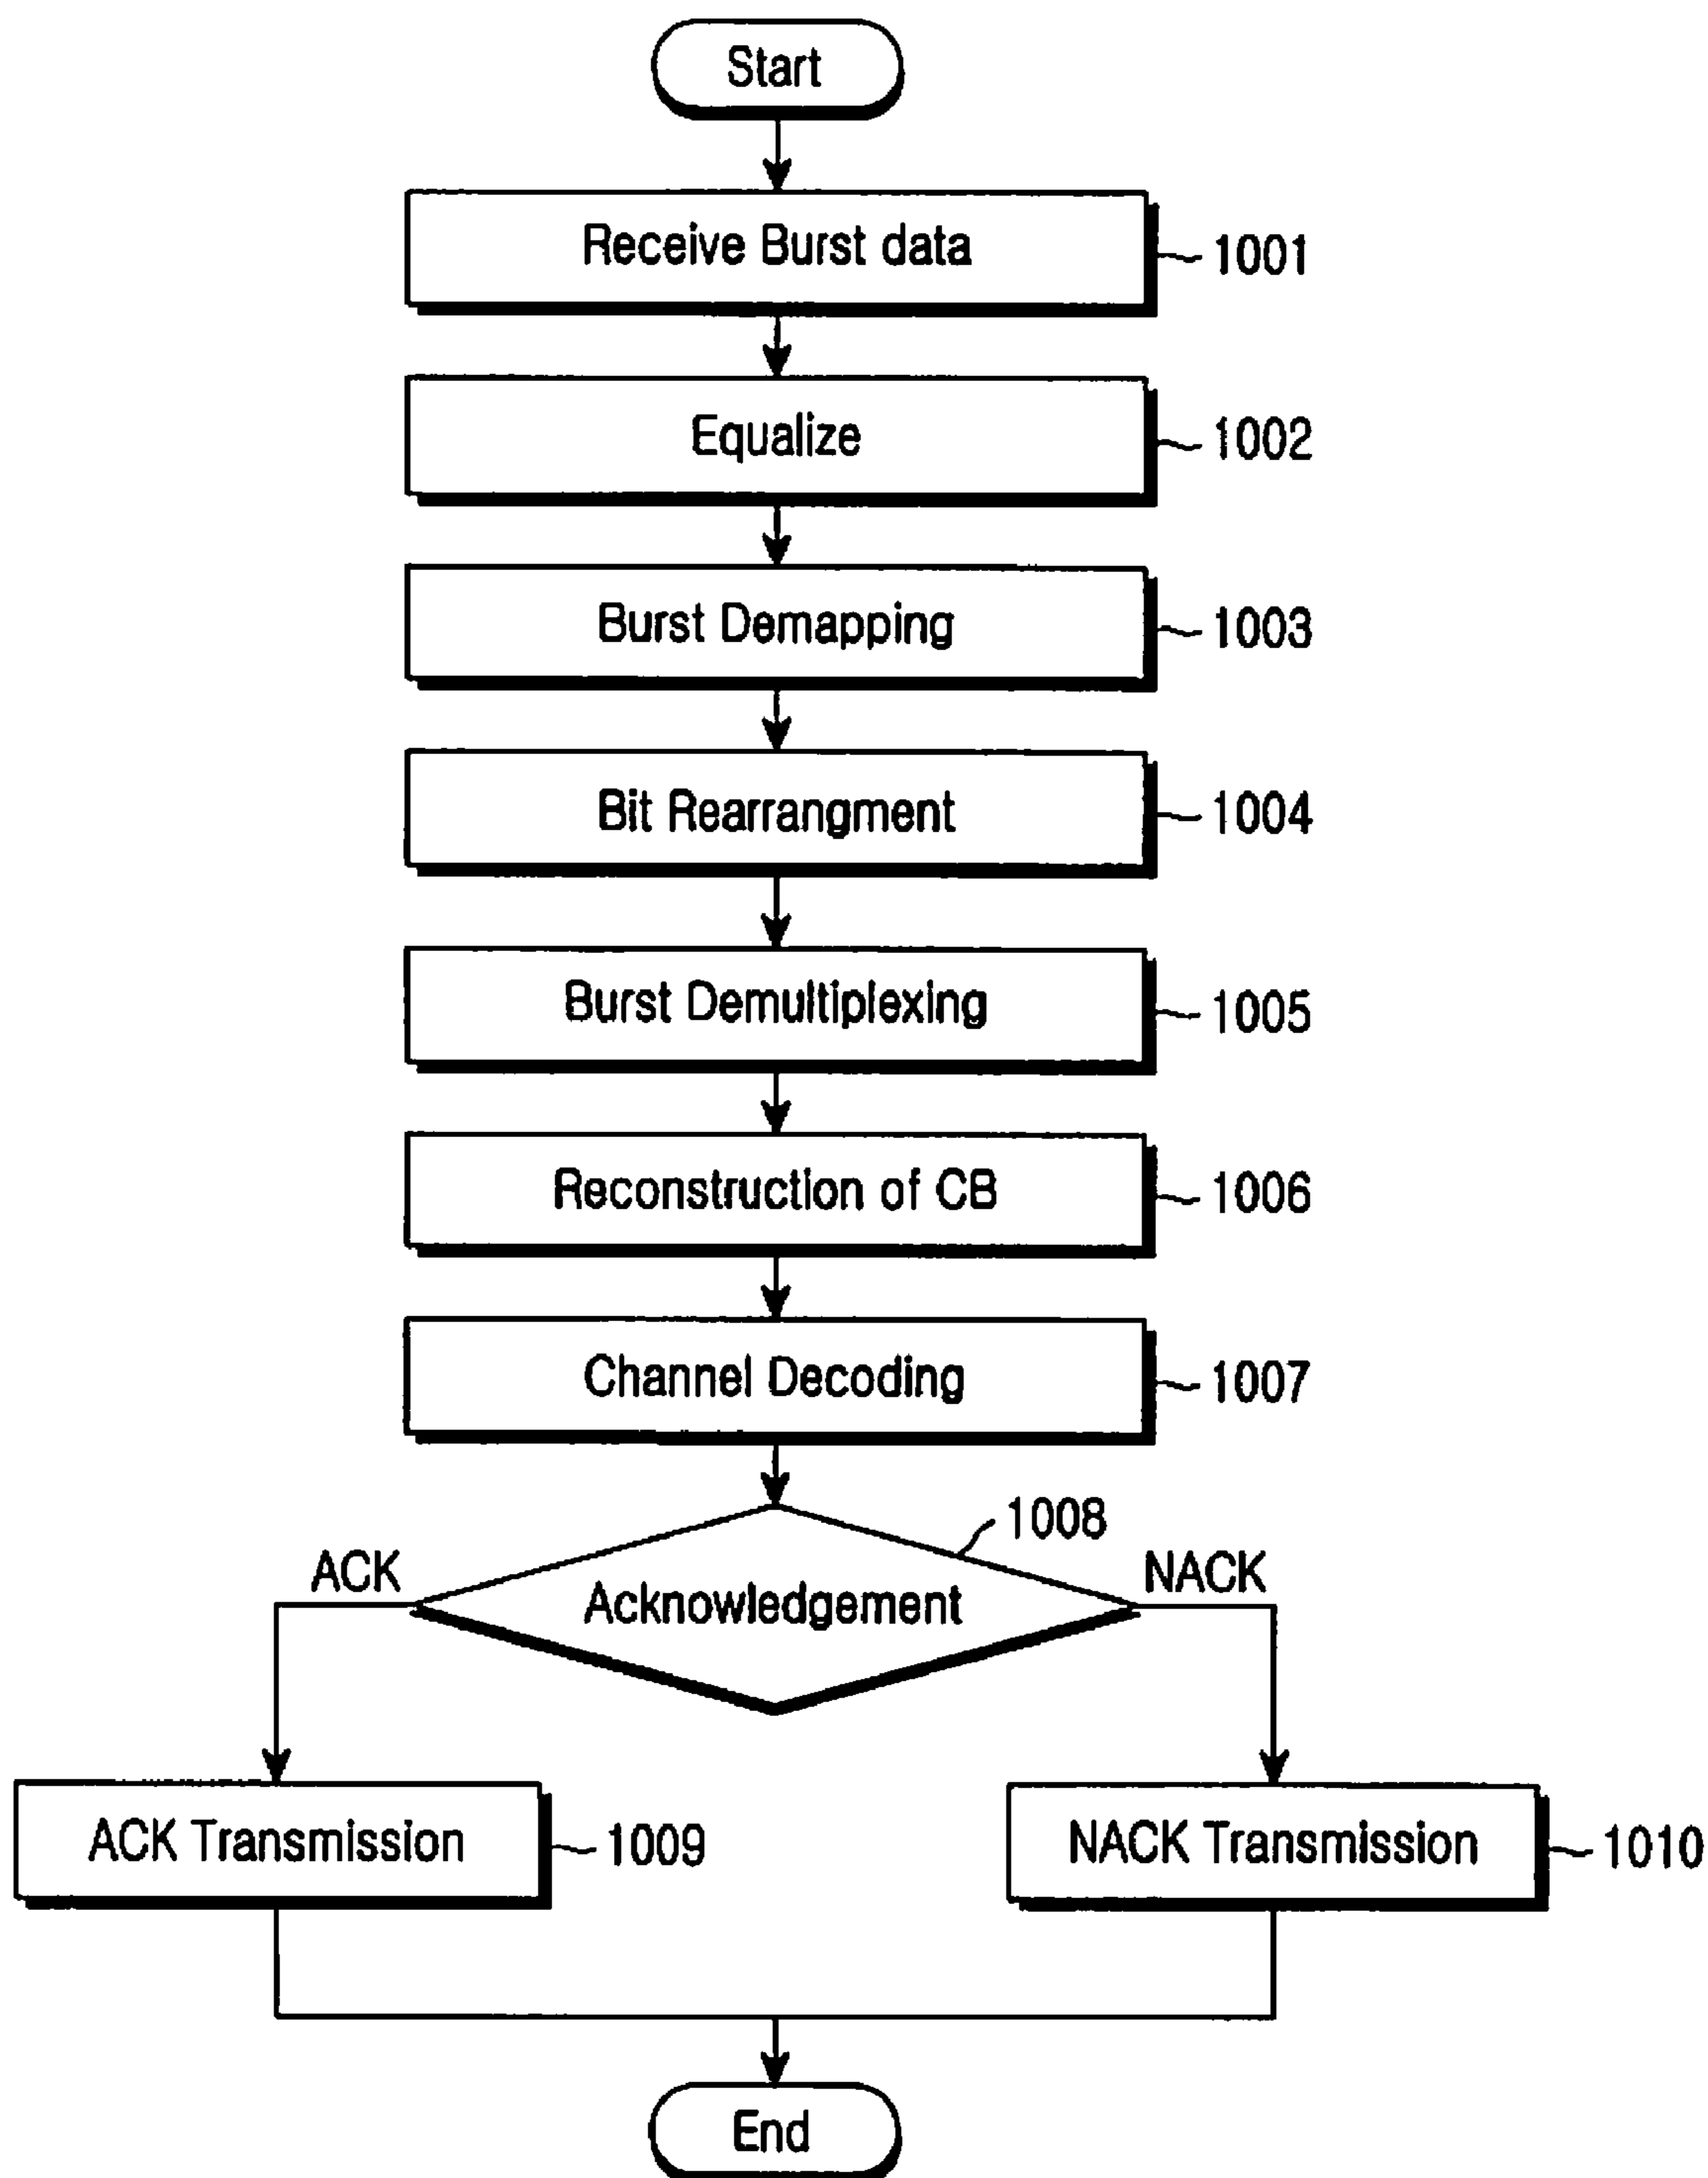 Start
Receive Burst data
1001
Equalize
1002
Burst Demapping
1003
Bit Rearrangment
1004
Burst Demultiplexing
1005
Reconstruction of CB
1006
Channel Decoding
1007
1008
ACK
NACK
Acknowledgement
ACK Transmission
1009
NACK Transmission
1010
End